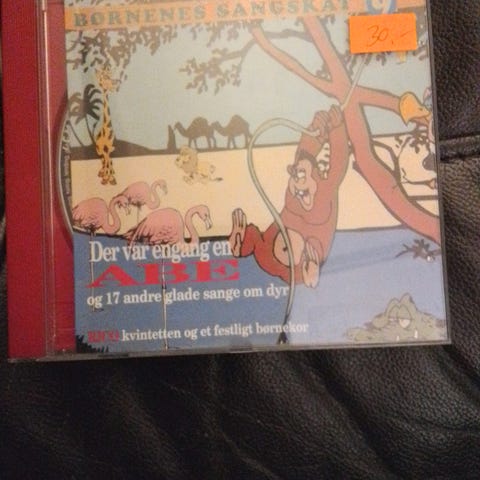 BØRNENES SANGSKAT
30,-
Der var engang en
ABE
og 17 andre glade sange om dyr
RICO kvintetten og et festligt børnekor